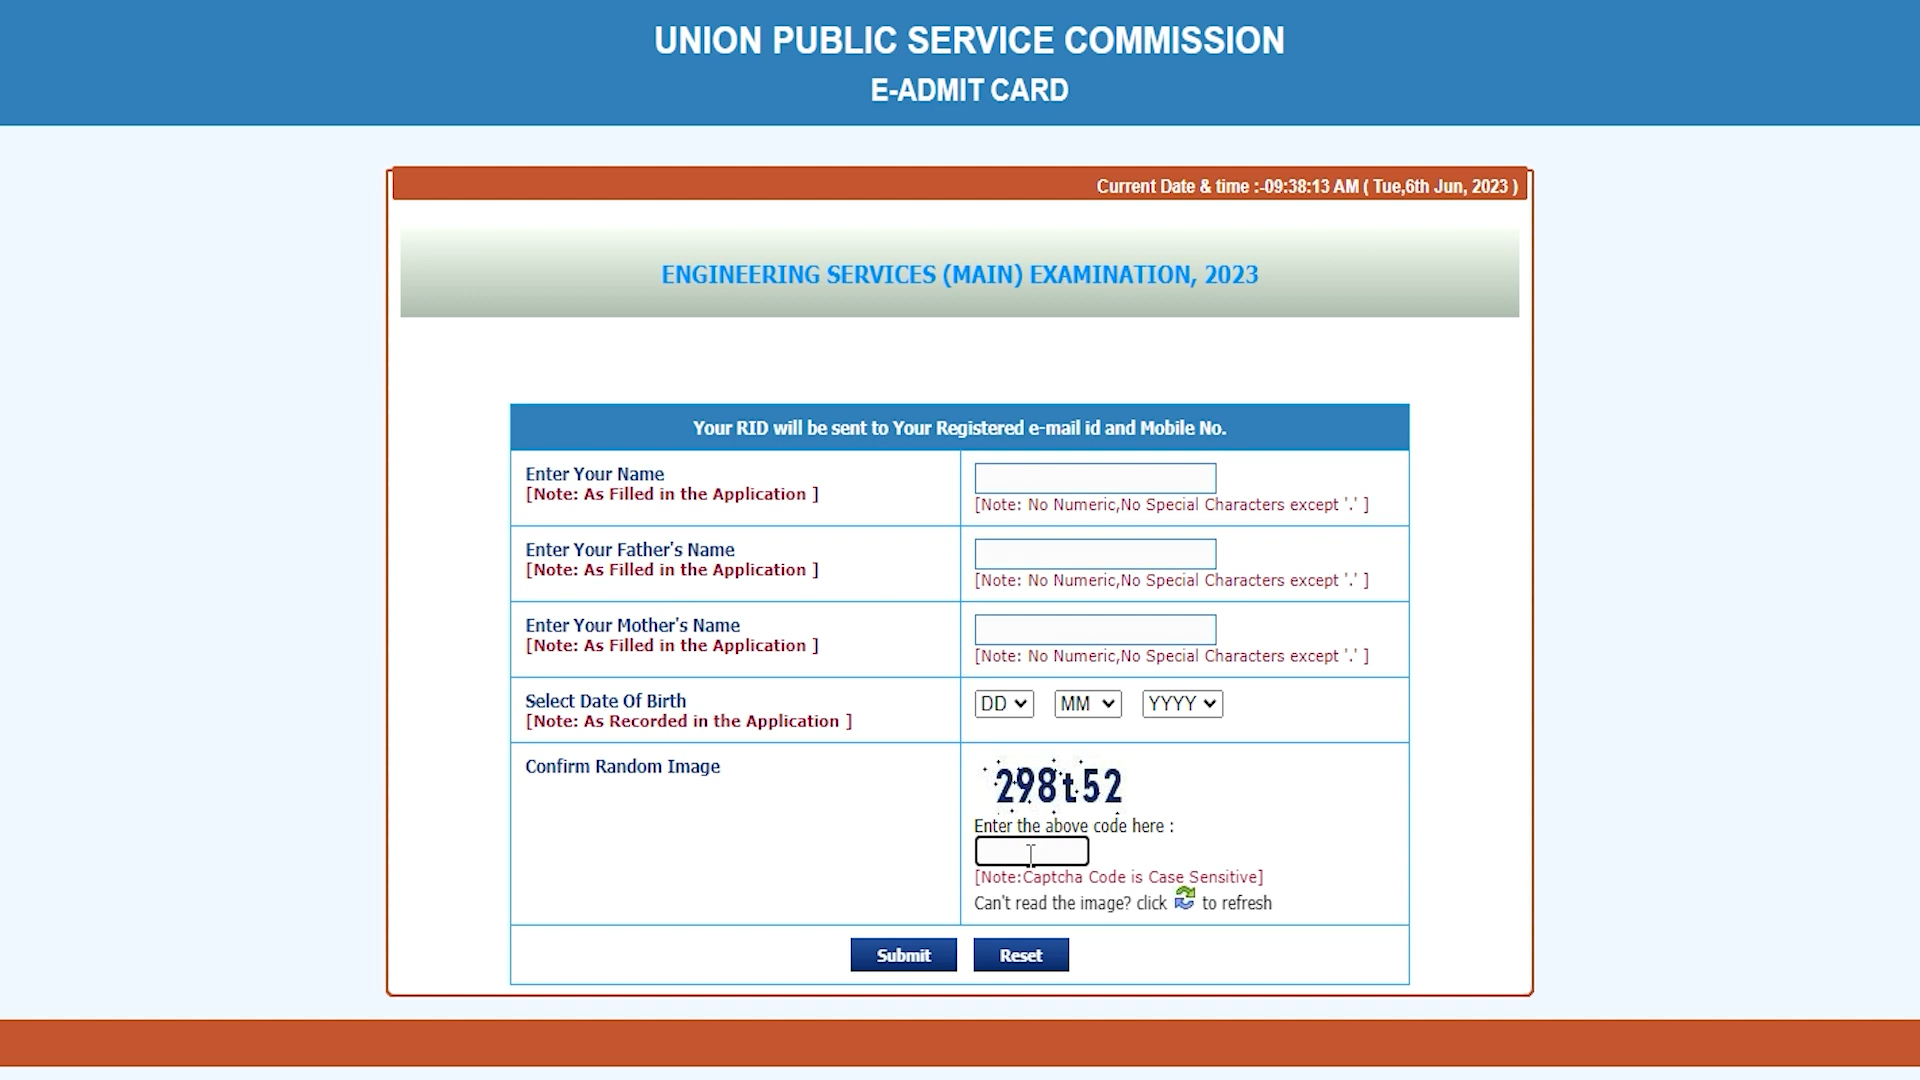 UNION PUBLIC SERVICE COMMISSION
E-ADMIT CARD
Current Date & time :-09:38:13 AM ( Tue,6th Jun, 2023 )
ENGINEERING SERVICES (MAIN) EXAMINATION, 2023
Your RID will be sent to Your Registered e-mail id and Mobile No.
Enter Your Name
[Note: As Filled in the Application ]
[Note: No Numeric,No Special Characters except '.' ]
Enter Your Father's Name
[Note: As Filled in the Application ]
[Note: No Numeric,No Special Characters except '.' ]
Enter Your Mother's Name
[Note: As Filled in the Application ]
[Note: No Numeric,No Special Characters except '.' ]
Select Date Of Birth
[Note: As Recorded in the Application ]
DD MM YYYY
Confirm Random Image
298t52
Enter the above code here :
[Note:Captcha Code is Case Sensitive]
Can't read the image? click to refresh
Submit Reset